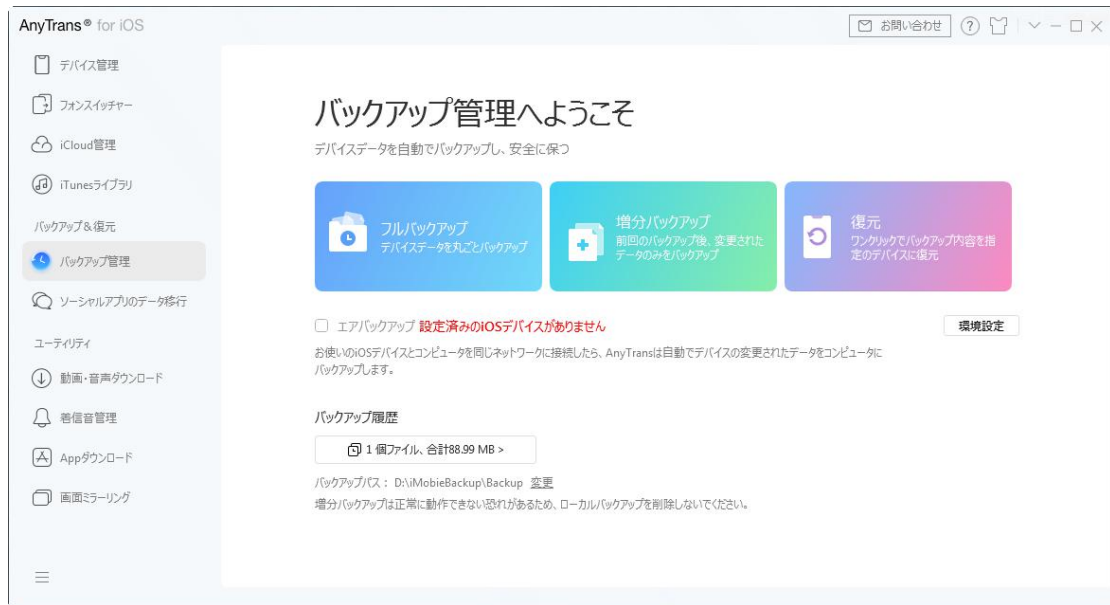 AnyTrans® for iOS
お問い合わせ
デバイス管理
フォンスイッチャー
iCloud管理
iTunesライブラリ
バックアップ&復元
バックアップ管理
ソーシャルアプリのデータ移行
ユーティリティ
動画・音声ダウンロード
着信音管理
Appダウンロード
画面ミラーリング
バックアップ管理へようこそ
デバイスデータを自動でバックアップし、安全に保つ
フルバックアップ
デバイスデータを丸ごとバックアップ
増分バックアップ
前回のバックアップ後、変更された
データのみをバックアップ
復元
ワンクリックでバックアップ内容を指
定のデバイスに復元
エアバックアップ 設定済みのiOSデバイスがありません
環境設定
お使いのiOSデバイスとコンピュータを同じネットワークに接続したら、AnyTransは自動でデバイスの変更されたデータをコンピュータに
バックアップします。
バックアップ履歴
1 個ファイル、合計88.99 MB >
バックアップパス： D:\iMobieBackup\Backup 変更
増分バックアップは正常に動作できない恐れがあるため、ローカルバックアップを削除しないでください。